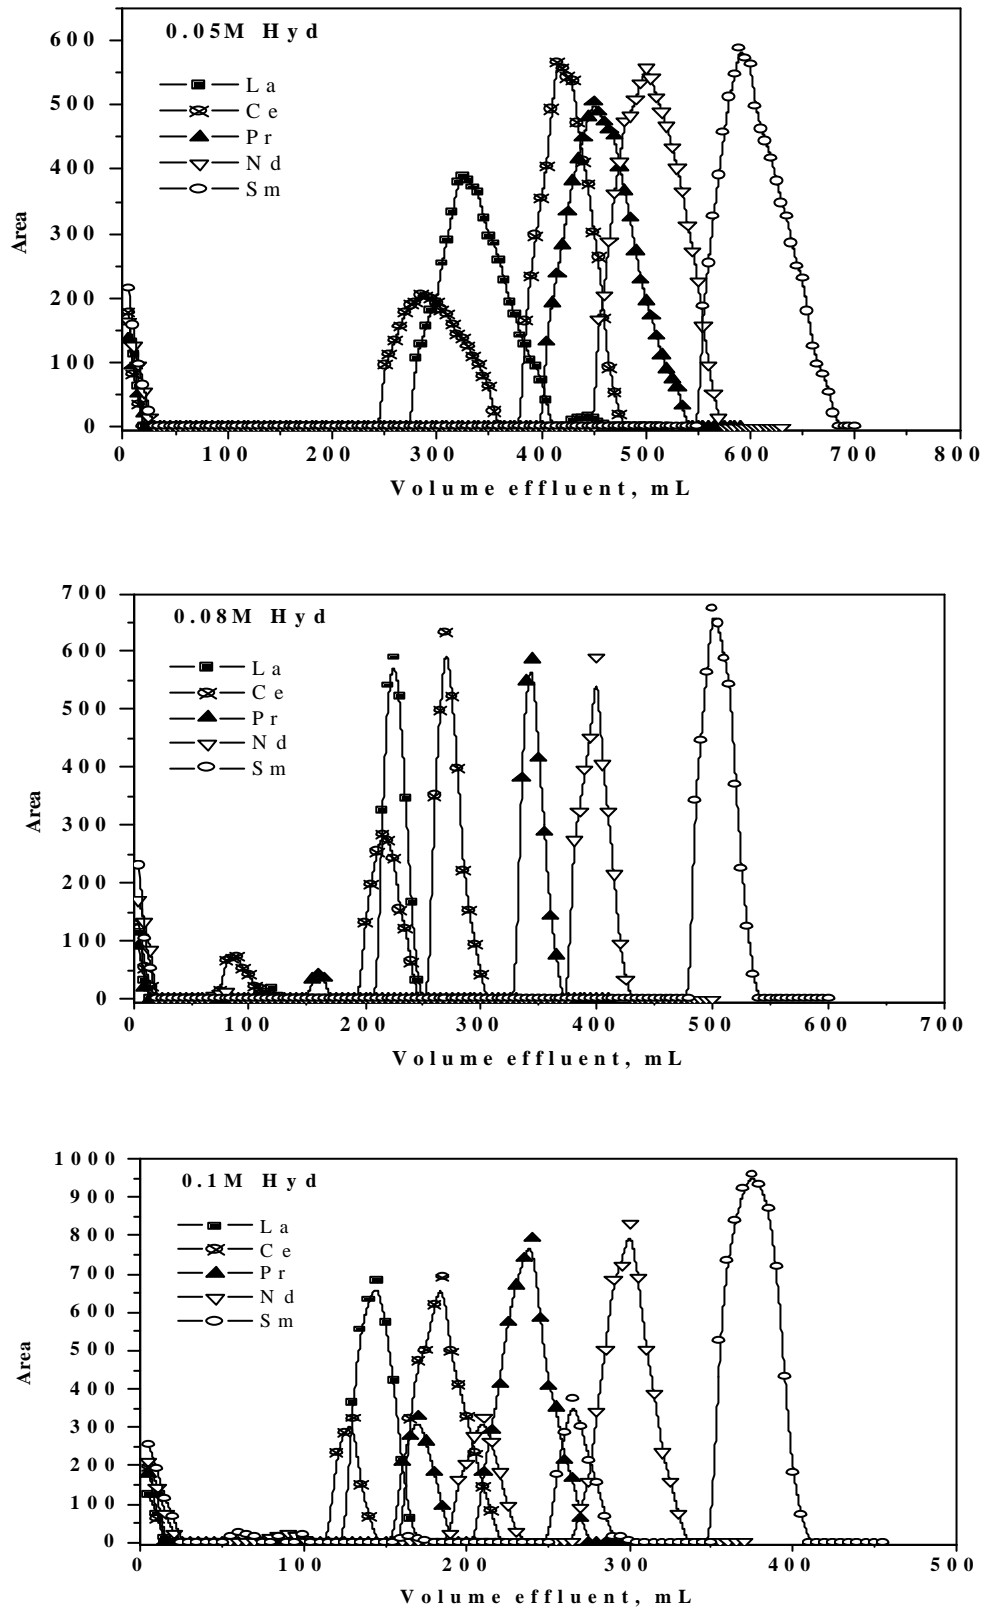 0.05M Hyd
La
Ce
Pr
Nd
Sm
600
500
400
300
200
100
0
Area
0 100 200 300 400 500 600 700 800
Volume effluent, mL
0.08M Hyd
La
Ce
Pr
Nd
Sm
700
600
500
400
300
200
100
0
Area
0 100 200 300 400 500 600 700
Volume effluent, mL
0.1M Hyd
La
Ce
Pr
Nd
Sm
1000
900
800
700
600
500
400
300
200
100
0
Area
0 100 200 300 400 500
Volume effluent, mL